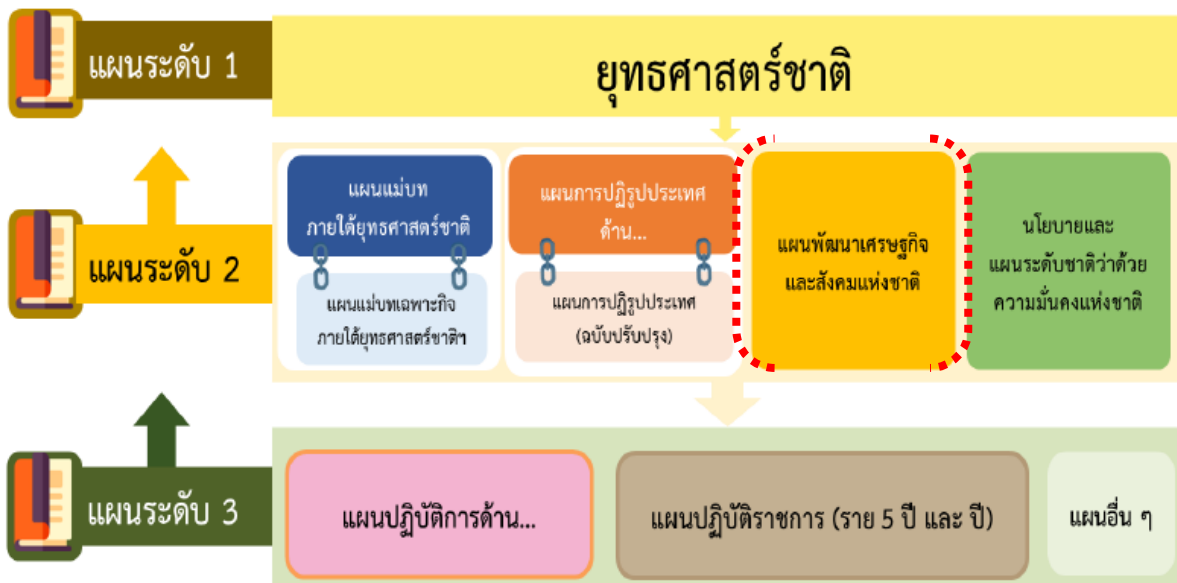 แผนระดับ 1
ยุทธศาสตร์ชาติ
แผนระดับ 2
แผนแม่บท
ภายใต้ยุทธศาสตร์ชาติ
แผนแม่บทเฉพาะกิจ
ภายใต้ยุทธศาสตร์ชาติฯ
แผนการปฏิรูปประเทศ
ด้าน...
แผนการปฏิรูปประเทศ
(ฉบับปรับปรุง)
แผนพัฒนาเศรษฐกิจ
และสังคมแห่งชาติ
นโยบายและ
แผนระดับชาติว่าด้วย
ความมั่นคงแห่งชาติ
แผนระดับ 3
แผนปฏิบัติการด้าน...
แผนปฏิบัติราชการ (ราย 5 ปี และ ปี)
แผนอื่น ๆ